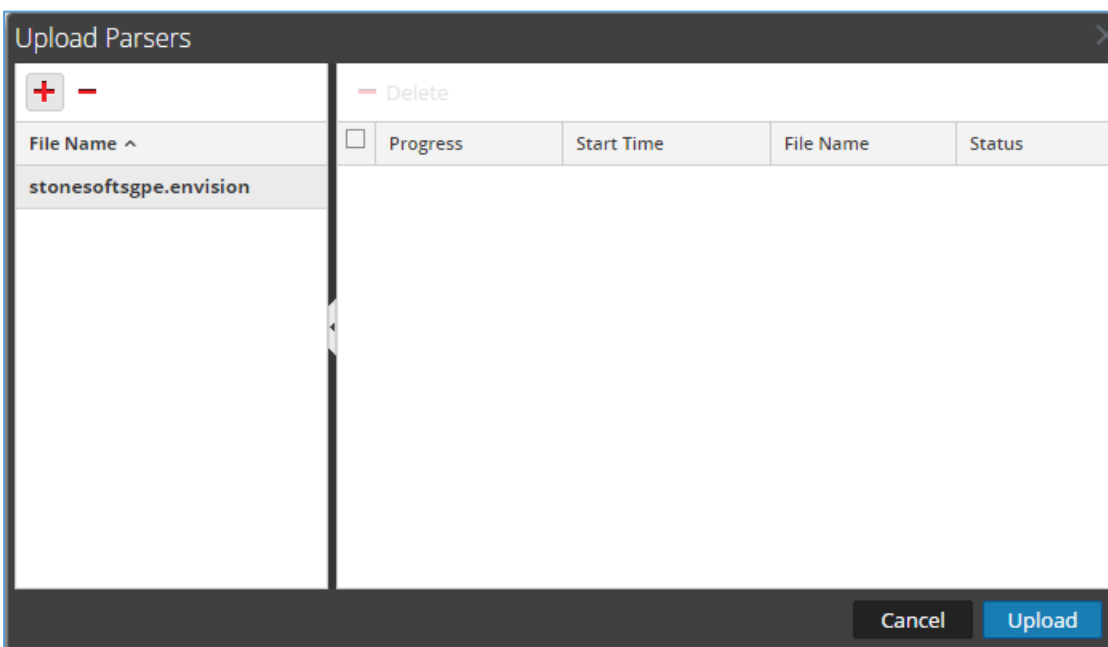 Upload Parsers
Delete
File Name
Progress Start Time File Name Status
stonesoftsgpe.envision
Cancel Upload